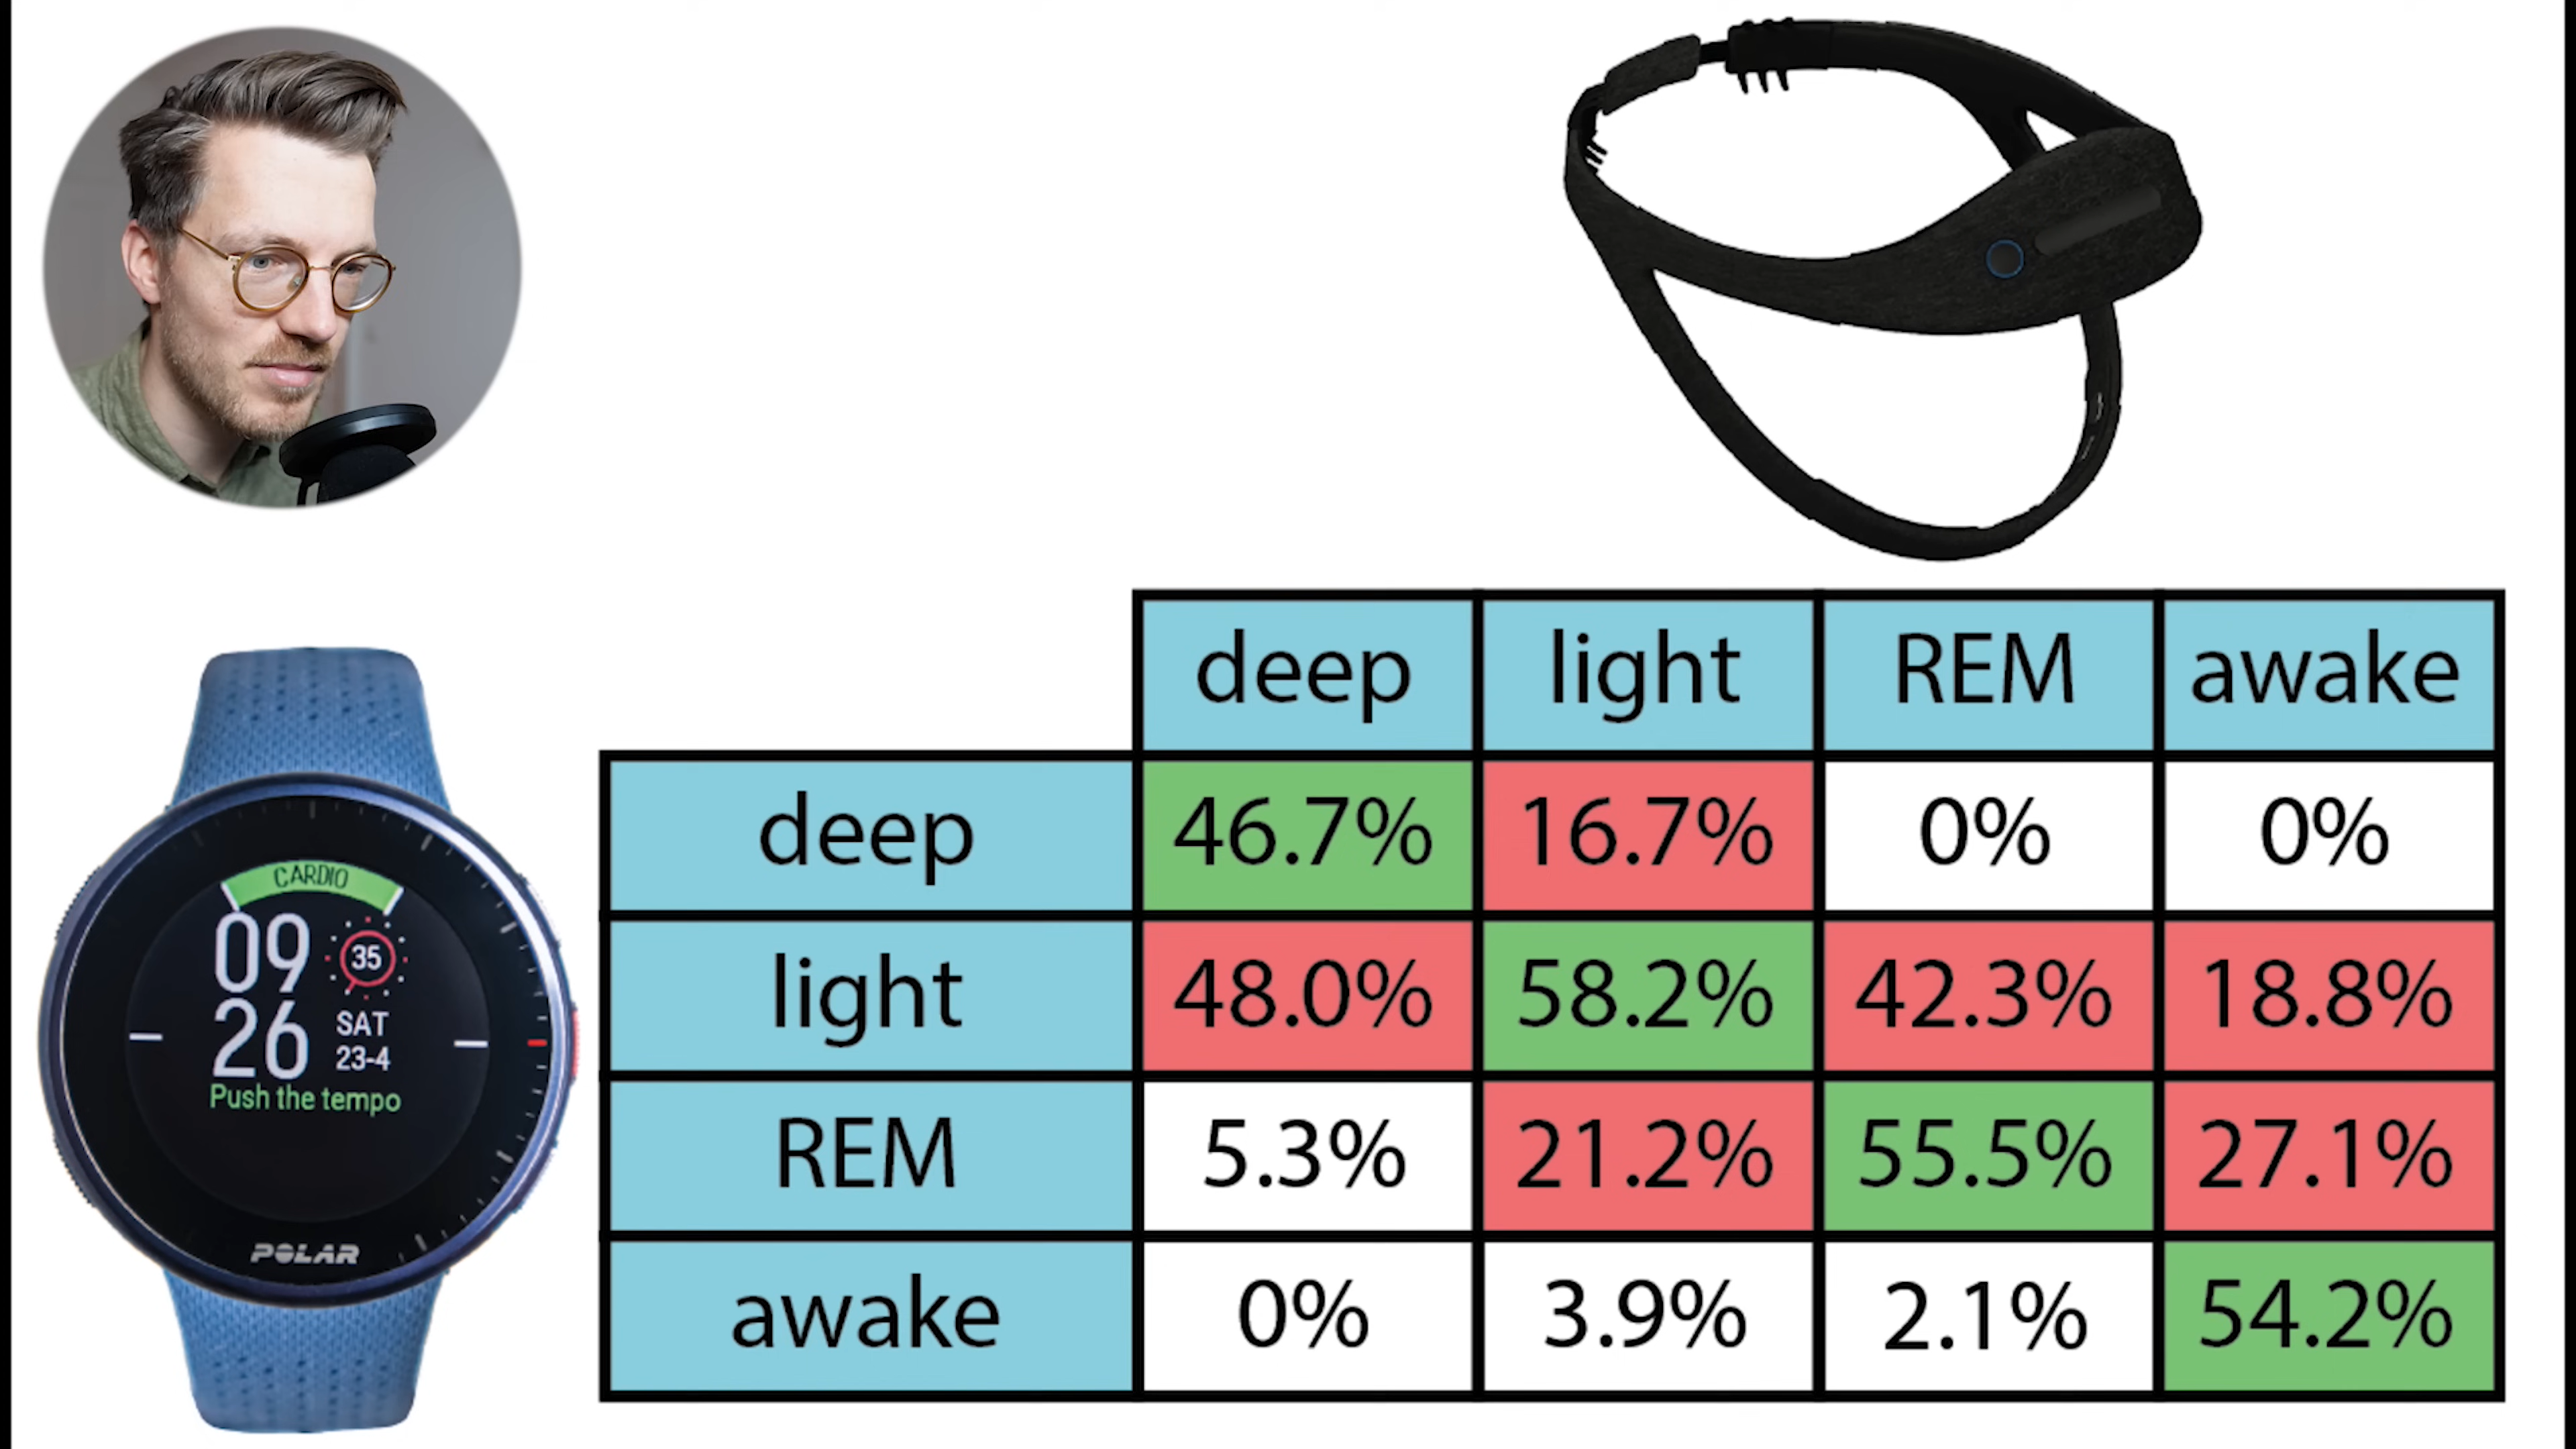 deep light REM awake
deep 46.7% 16.7% 0% 0%
light 48.0% 58.2% 42.3% 18.8%
REM 5.3% 21.2% 55.5% 27.1%
awake 0% 3.9% 2.1% 54.2%
CARDIO
09
35
26
SAT
23-4
Push the tempo
POLAR